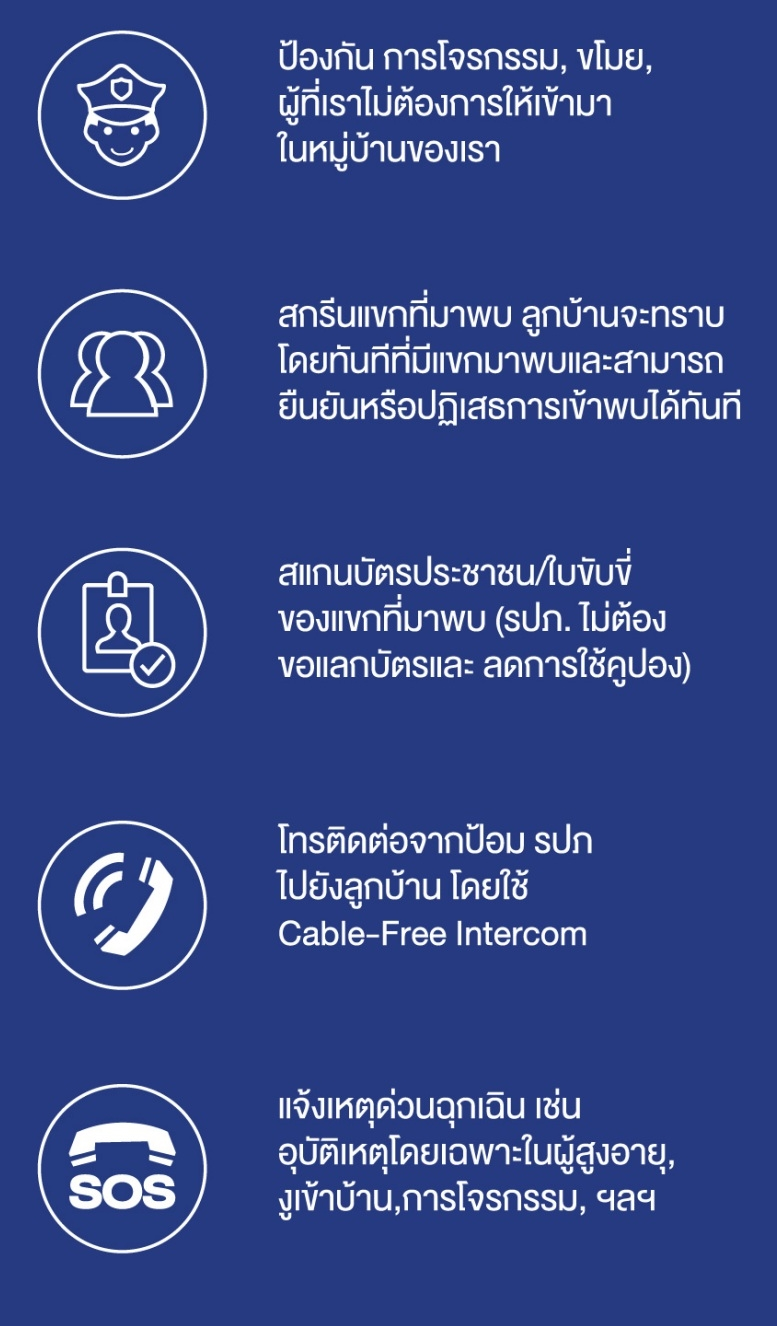 ป้องกัน การโจรกรรม, ขโมย,
ผู้ที่เราไม่ต้องการให้เข้ามา
ในหมู่บ้านของเรา
สกรีนแขกที่มาพบ ลูกบ้านจะทราบ
โดยทันทีที่มีแขกมาพบและสามารถ
ยืนยันหรือปฏิเสธการเข้าพบได้ทันที
สแกนบัตรประชาชน/ใบขับขี่
ของแขกที่มาพบ (รปภ. ไม่ต้อง
ขอแลกบัตรและ ลดการใช้คูปอง)
โทรติดต่อจากป้อม รปภ
ไปยังลูกบ้าน โดยใช้
Cable-Free Intercom
แจ้งเหตุด่วนฉุกเฉิน เช่น
อุบัติเหตุโดยเฉพาะในผู้สูงอายุ,
งูเข้าบ้าน,การโจรกรรม, ฯลฯ
SOS